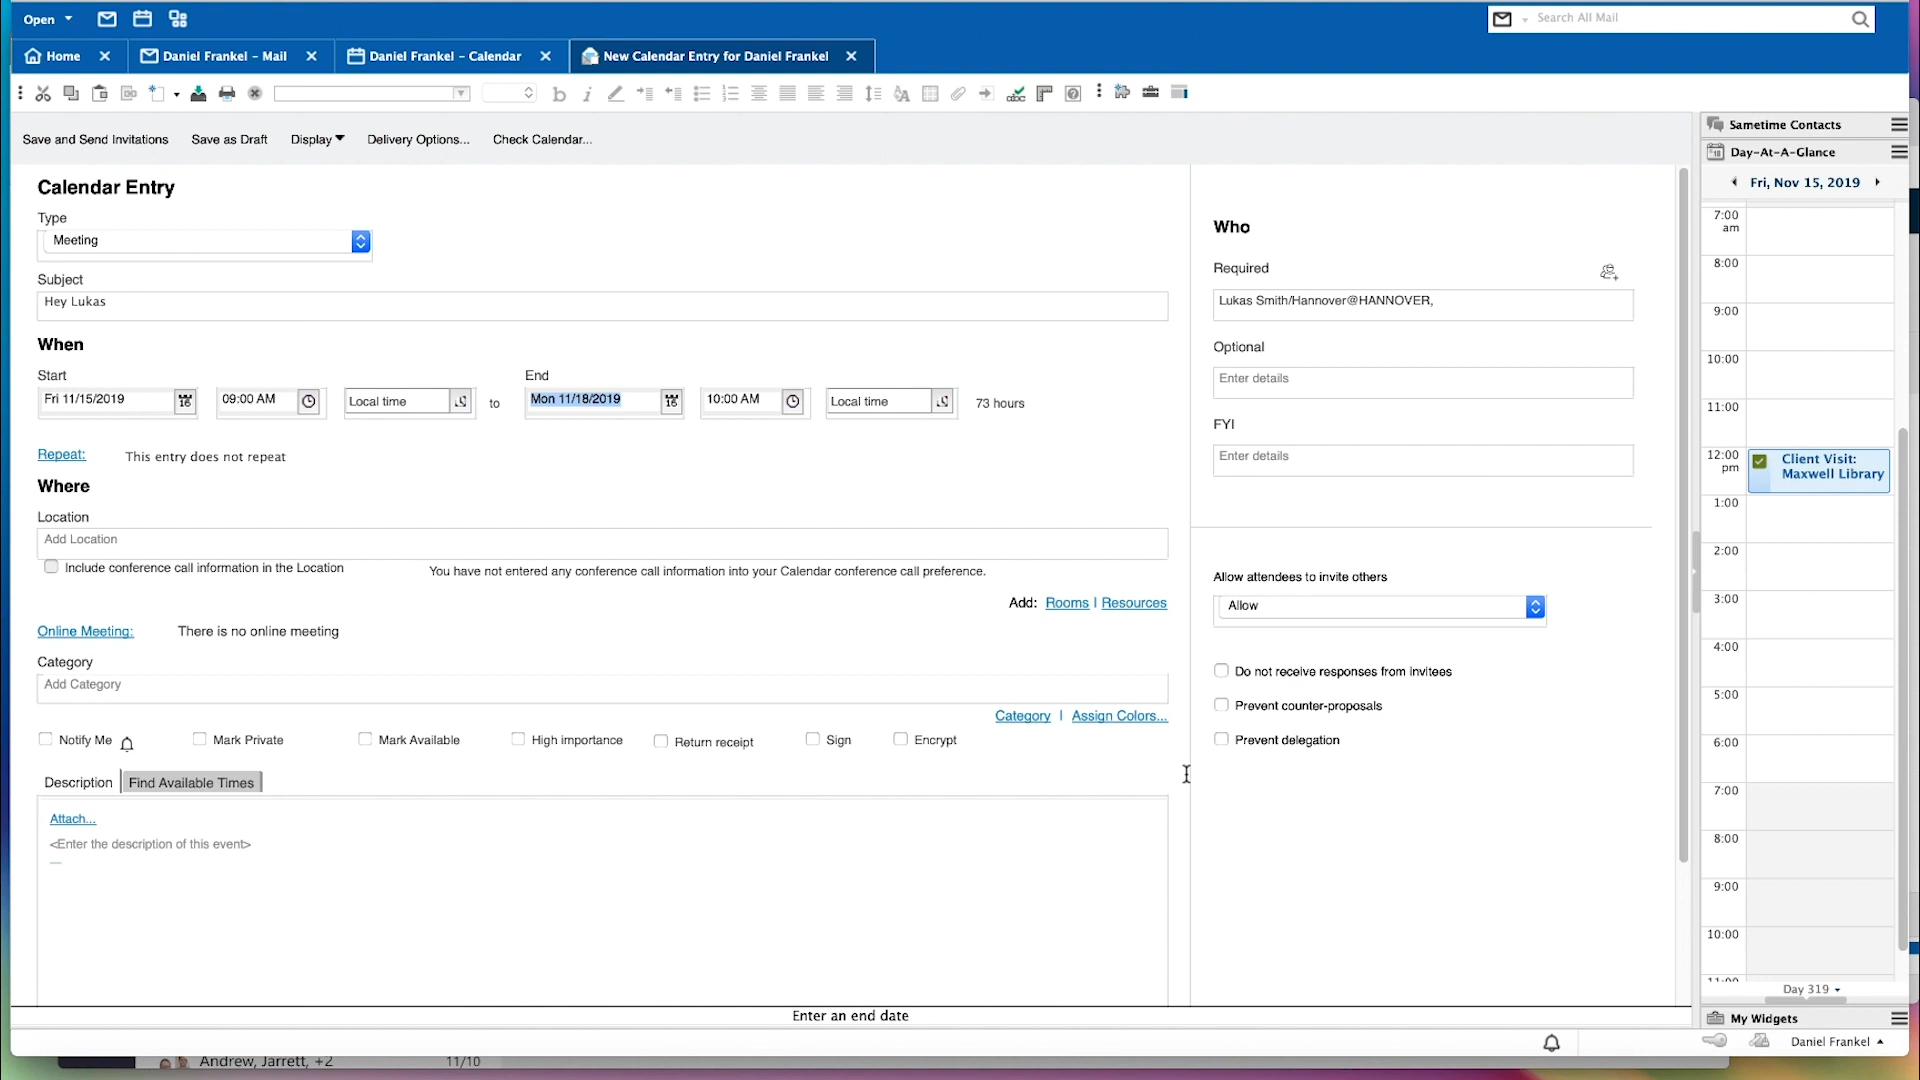 Open
Search All Mail
Home
Daniel Frankel – Mail
Daniel Frankel – Calendar
New Calendar Entry for Daniel Frankel
b i
abc
Save and Send Invitations
Save as Draft
Display
Delivery Options...
Check Calendar...
Calendar Entry
Type
Meeting
Subject
Hey Lukas
When
Start
Fri 11/15/2019
16
09:00 AM
Local time
to
End
Mon 11/18/2019
16
10:00 AM
Local time
73 hours
Repeat:
This entry does not repeat
Where
Location
Add Location
Include conference call information in the Location
You have not entered any conference call information into your Calendar conference call preference.
Add: Rooms | Resources
Online Meeting:
There is no online meeting
Category
Add Category
Category | Assign Colors...
Notify Me
Mark Private
Mark Available
High importance
Return receipt
Sign
Encrypt
Description
Find Available Times
Attach...
<Enter the description of this event>
Who
Required
Lukas Smith/Hannover@HANNOVER,
Optional
Enter details
FYI
Enter details
Allow attendees to invite others
Allow
Do not receive responses from invitees
Prevent counter-proposals
Prevent delegation
Sametime Contacts
Day-At-A-Glance
Fri, Nov 15, 2019
7:00
am
8:00
9:00
10:00
11:00
12:00
pm
Client Visit:
Maxwell Library
1:00
2:00
3:00
4:00
5:00
6:00
7:00
8:00
9:00
10:00
11:00
Day 319
My Widgets
Enter an end date
Daniel Frankel
Andrew, Jarrett, +2
11/10